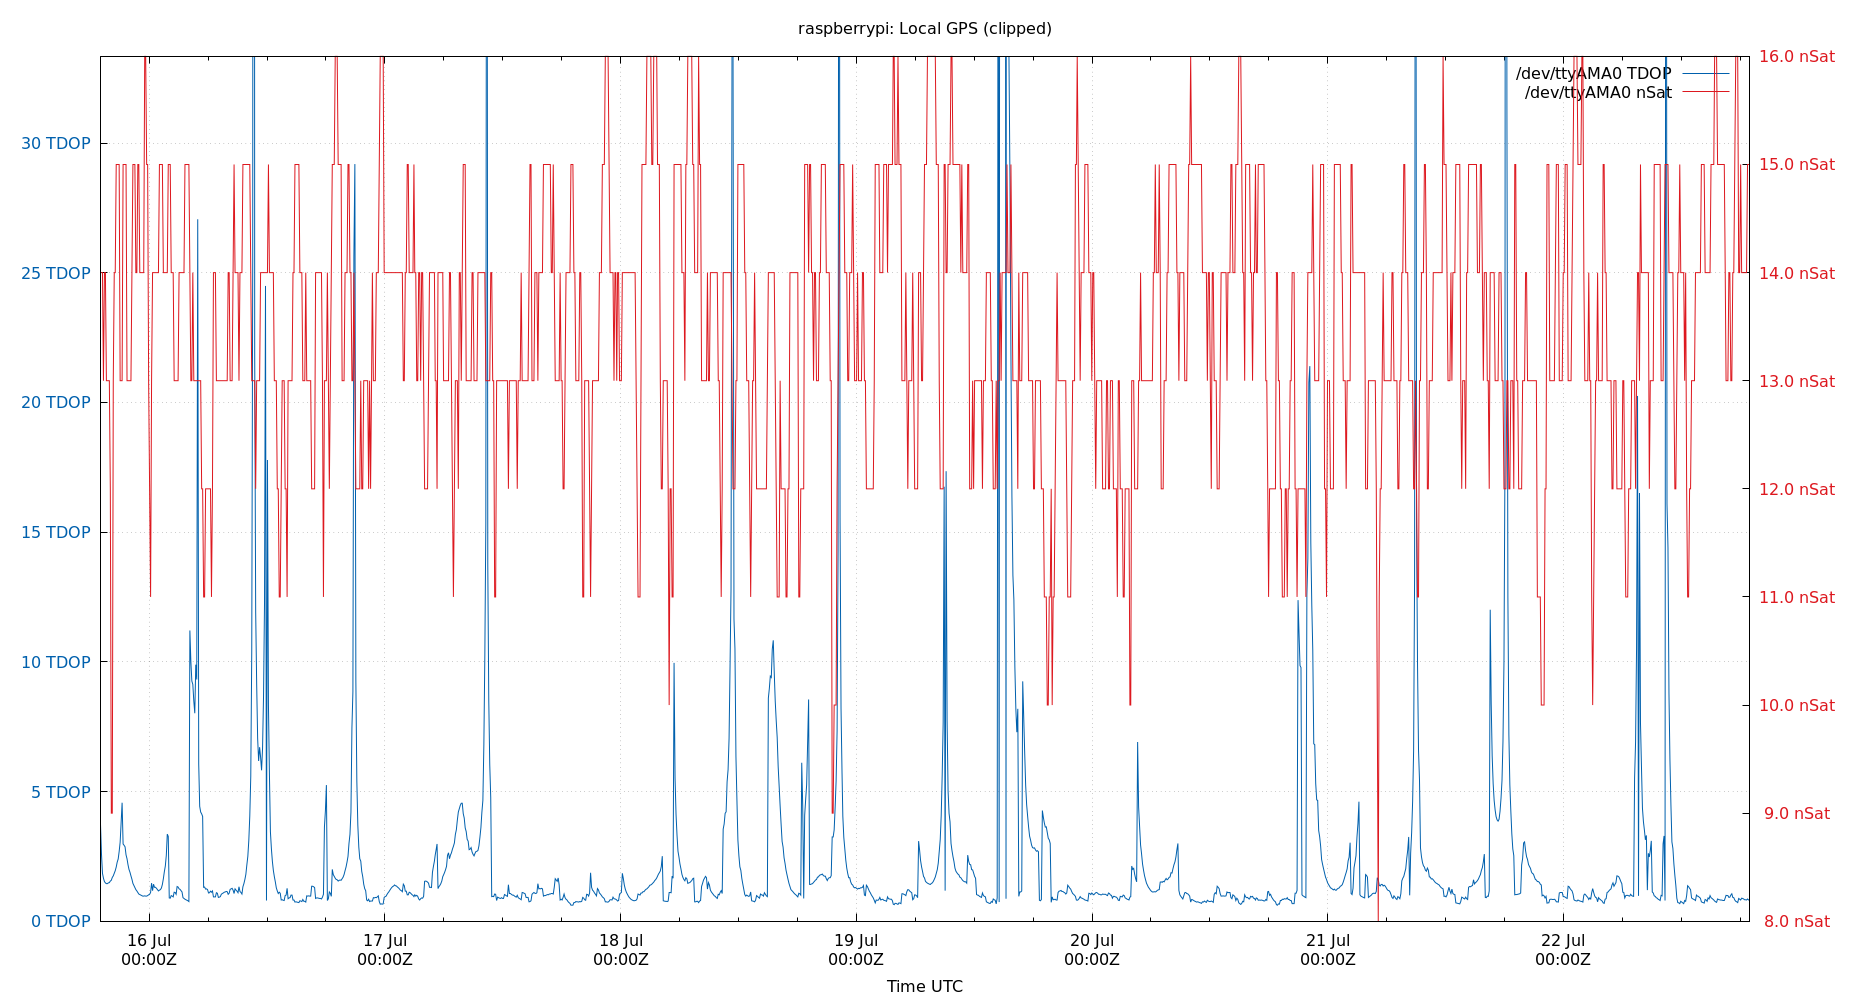 raspberrypi: Local GPS (clipped)
16.0 nSat
/dev/ttyAMA0 TDOP
/dev/ttyAMA0 nSat
30 TDOP
15.0 nSat
25 TDOP
14.0 nSat
20 TDOP
13.0 nSat
12.0 nSat
15 TDOP
11.0 nSat
10 TDOP
10.0 nSat
5 TDOP
9.0 nSat
0 TDOP
8.0 nSat
16 Jul 17 Jul 18 Jul 19 Jul 20 Jul 21 Jul 22 Jul
00:00Z 00:00Z 00:00Z 00:00Z 00:00Z 00:00Z 00:00Z
Time UTC